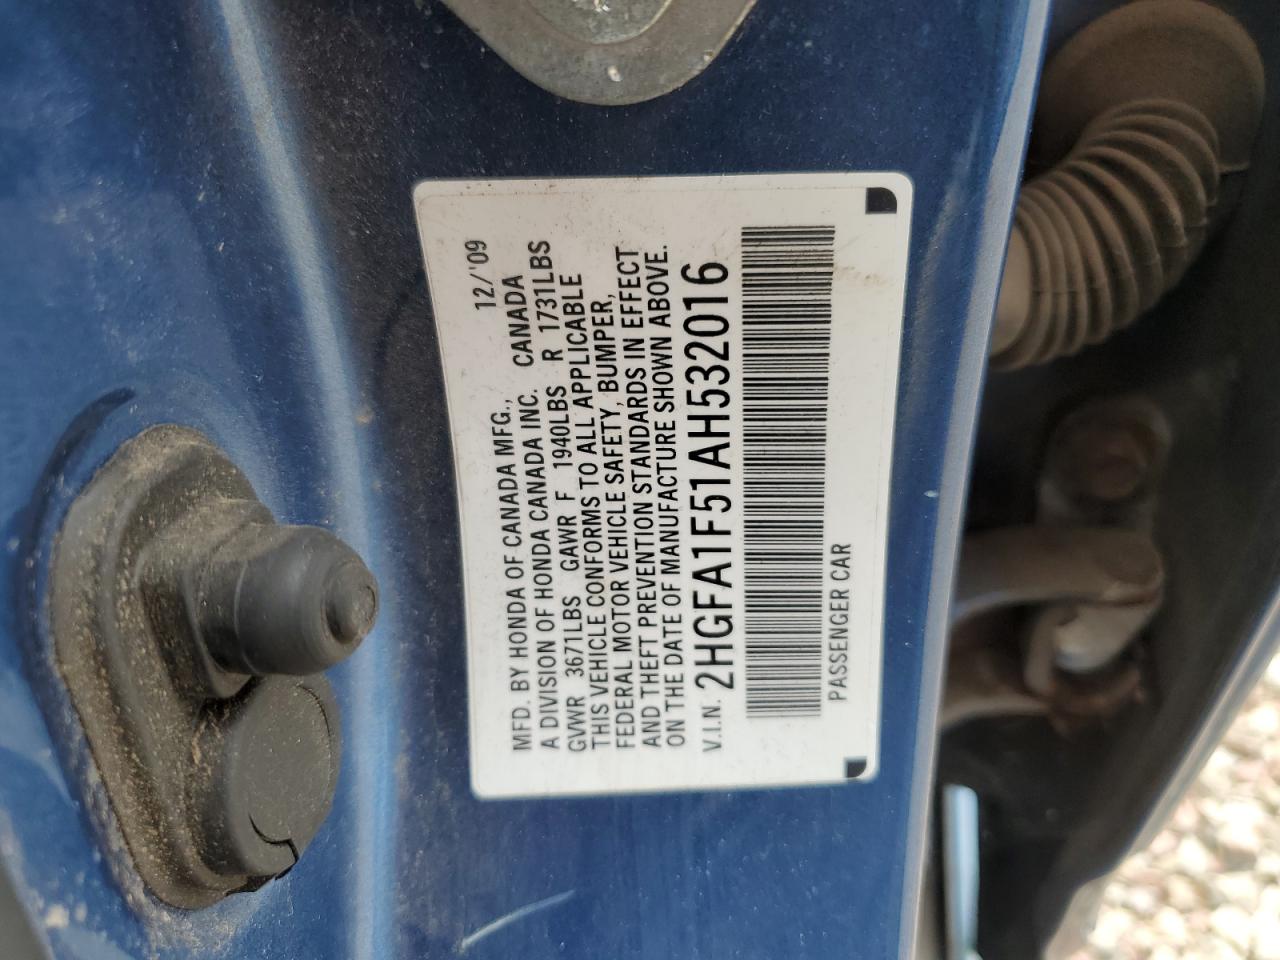 MFD. BY HONDA OF CANADA MFG., 12/'09
A DIVISION OF HONDA CANADA INC. CANADA
GVWR 3671LBS GAWR F 1940LBS R 1731LBS
THIS VEHICLE CONFORMS TO ALL APPLICABLE
FEDERAL MOTOR VEHICLE SAFETY, BUMPER,
AND THEFT PREVENTION STANDARDS IN EFFECT
ON THE DATE OF MANUFACTURE SHOWN ABOVE.
V.I.N. 2HGFA1F51AH532016
PASSENGER CAR